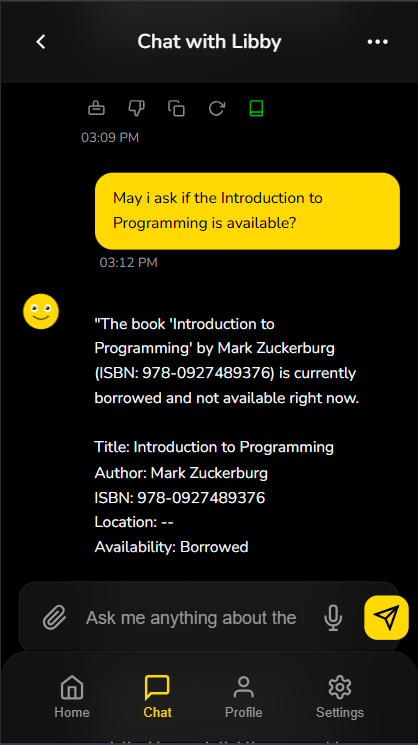 Chat with Libby
03:09 PM
May i ask if the Introduction to
Programming is available?
03:12 PM
"The book 'Introduction to
Programming' by Mark Zuckerburg
(ISBN: 978-0927489376) is currently
borrowed and not available right now.
Title: Introduction to Programming
Author: Mark Zuckerburg
ISBN: 978-0927489376
Location: --
Availability: Borrowed
Ask me anything about the
Home Chat Profile Settings